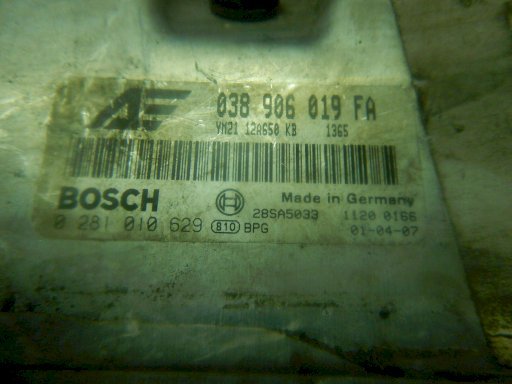 AF 038 906 019 FA
YM21 12A650 KB 1365
BOSCH Made in Germany
28SA5033 1120 0166
0 281 010 629 810 BPG 01-04-07